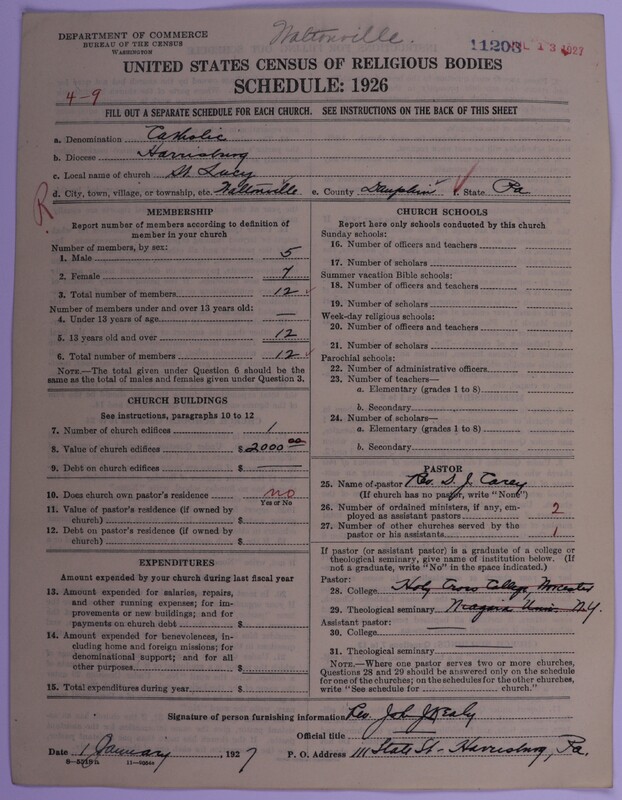 DEPARTMENT OF COMMERCE
BUREAU OF THE CENSUS
WASHINGTON
Waltonville.
11203 JUL 13 1927
UNITED STATES CENSUS OF RELIGIOUS BODIES
SCHEDULE: 1926
4-9
FILL OUT A SEPARATE SCHEDULE FOR EACH CHURCH. SEE INSTRUCTIONS ON THE BACK OF THIS SHEET
a. Denomination Catholic
b. Diocese Harrisburg
c. Local name of church St. Lucy
d. City, town, village, or township, etc. Waltonville e. County Dauphin f. State Pa
R
MEMBERSHIP
Report number of members according to definition of
member in your church
Number of members, by sex:
1. Male 5
2. Female 7
3. Total number of members 12
Number of members under and over 13 years old:
4. Under 13 years of age —
5. 13 years old and over 12
6. Total number of members 12
NOTE.—The total given under Question 6 should be the
same as the total of males and females given under Question 3.
CHURCH BUILDINGS
See instructions, paragraphs 10 to 12
7. Number of church edifices 1
8. Value of church edifices $2000 00
9. Debt on church edifices $ —
10. Does church own pastor's residence no
Yes or No
11. Value of pastor's residence (if owned by
church) $
12. Debt on pastor's residence (if owned by
church) $
EXPENDITURES
Amount expended by your church during last fiscal year
13. Amount expended for salaries, repairs,
and other running expenses; for im-
provements or new buildings; and for
payments on church debt $
14. Amount expended for benevolences, in-
cluding home and foreign missions; for
denominational support; and for all
other purposes $
15. Total expenditures during year $
CHURCH SCHOOLS
Report here only schools conducted by this church
Sunday schools:
16. Number of officers and teachers
17. Number of scholars
Summer vacation Bible schools:
18. Number of officers and teachers
19. Number of scholars
Week-day religious schools:
20. Number of officers and teachers
21. Number of scholars
Parochial schools:
22. Number of administrative officers
23. Number of teachers—
a. Elementary (grades 1 to 8)
b. Secondary
24. Number of scholars—
a. Elementary (grades 1 to 8)
b. Secondary
PASTOR
25. Name of pastor Rev. D. J. Carey
(If church has no pastor, write "None")
26. Number of ordained ministers, if any, em-
ployed as assistant pastors 2
27. Number of other churches served by the
pastor or his assistants 1
If pastor (or assistant pastor) is a graduate of a college or
theological seminary, give name of institution below. (If
not a graduate, write "No" in the space indicated.)
Pastor:
28. College Holy Cross College, Worcester
29. Theological seminary Niagara Univ. N.Y.
Assistant pastor:
30. College —
31. Theological seminary —
NOTE.—Where one pastor serves two or more churches,
Questions 28 and 29 should be answered only on the schedule
for one of the churches; on the schedules for the other churches,
write "See schedule for church."
Signature of person furnishing information Rev. John J Healy
Official title —
Date 1 January, 1927 P. O. Address 111 State St - Harrisburg, Pa.